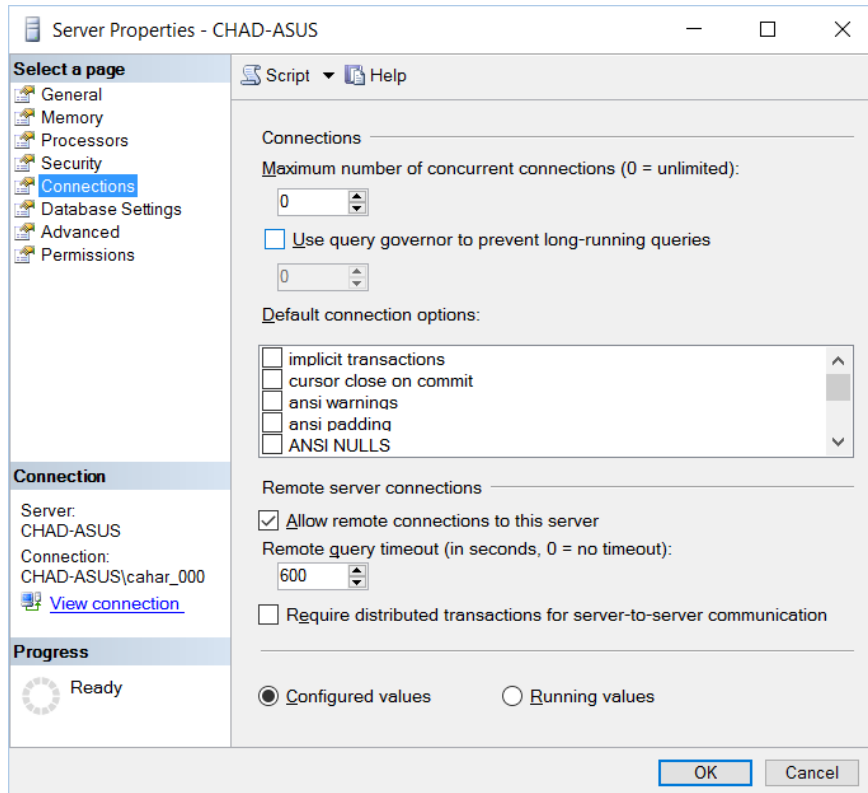 Server Properties - CHAD-ASUS
Select a page
General
Memory
Processors
Security
Connections
Database Settings
Advanced
Permissions
Connection
Server:
CHAD-ASUS
Connection:
CHAD-ASUS\cahar_000
View connection
Progress
Ready
Script
Help
Connections
Maximum number of concurrent connections (0 = unlimited):
0
Use query governor to prevent long-running queries
0
Default connection options:
implicit transactions
cursor close on commit
ansi warnings
ansi padding
ANSI NULLS
Remote server connections
Allow remote connections to this server
Remote query timeout (in seconds, 0 = no timeout):
600
Require distributed transactions for server-to-server communication
Configured values
Running values
OK
Cancel